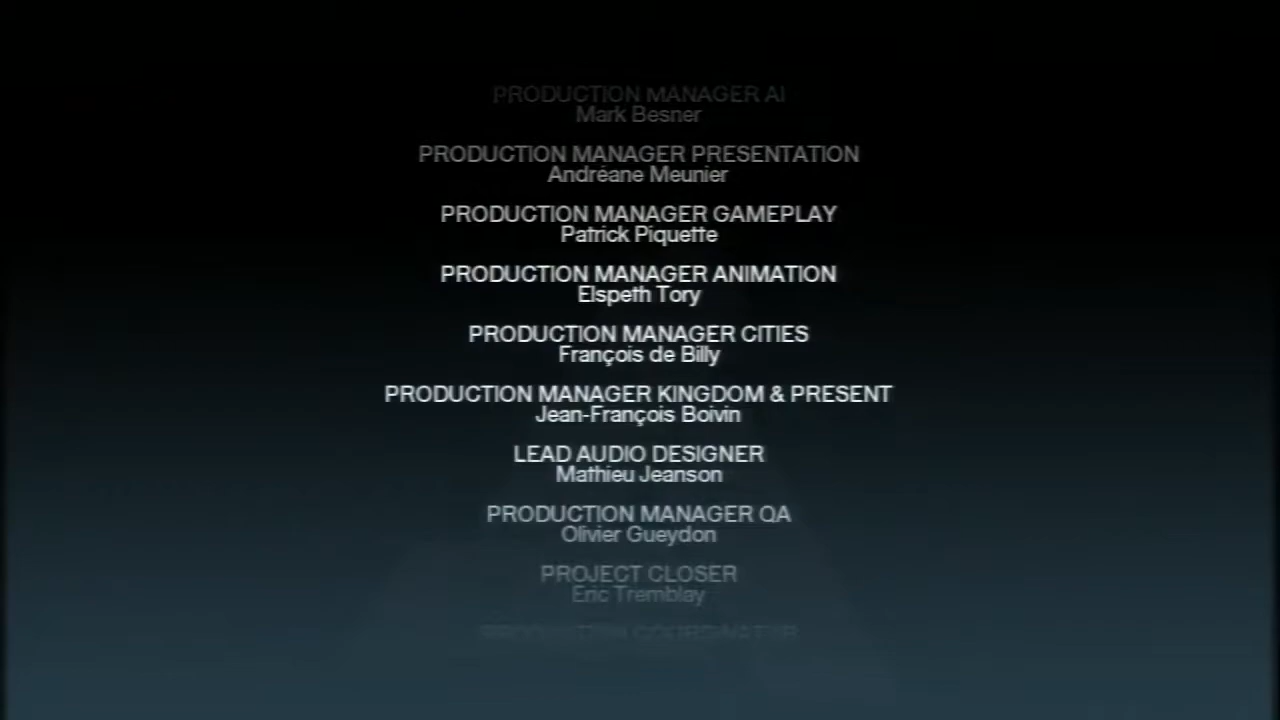 PRODUCTION MANAGER AI
Mark Besner
PRODUCTION MANAGER PRESENTATION
Andréane Meunier
PRODUCTION MANAGER GAMEPLAY
Patrick Piquette
PRODUCTION MANAGER ANIMATION
Elspeth Tory
PRODUCTION MANAGER CITIES
François de Billy
PRODUCTION MANAGER KINGDOM & PRESENT
Jean-François Boivin
LEAD AUDIO DESIGNER
Mathieu Jeanson
PRODUCTION MANAGER QA
Olivier Gueydon
PROJECT CLOSER
Eric Tremblay
PRODUCTION COORDINATOR